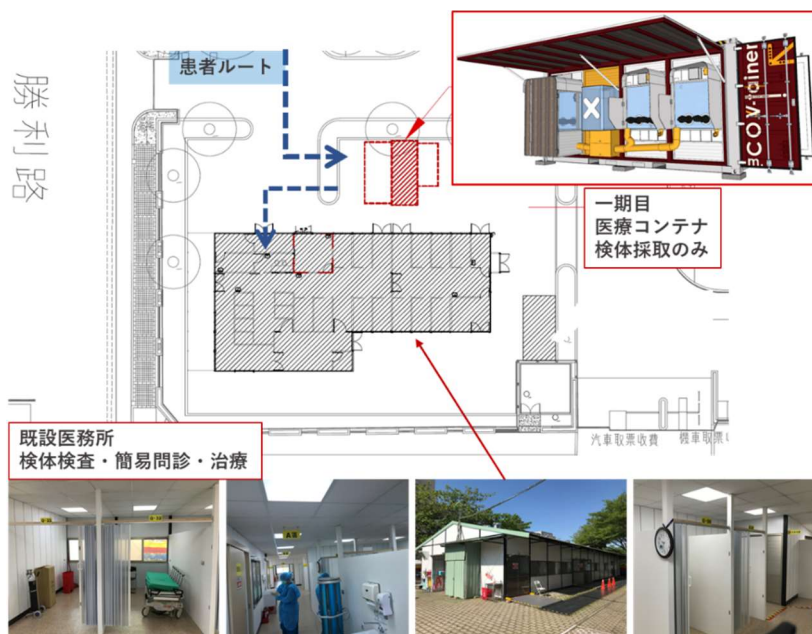 患者ルート
勝利路
ECOV-tainer
一期目
医療コンテナ
検体採取のみ
既設医務所
検体検査・簡易問診・治療
汽車取票收費
機車取票